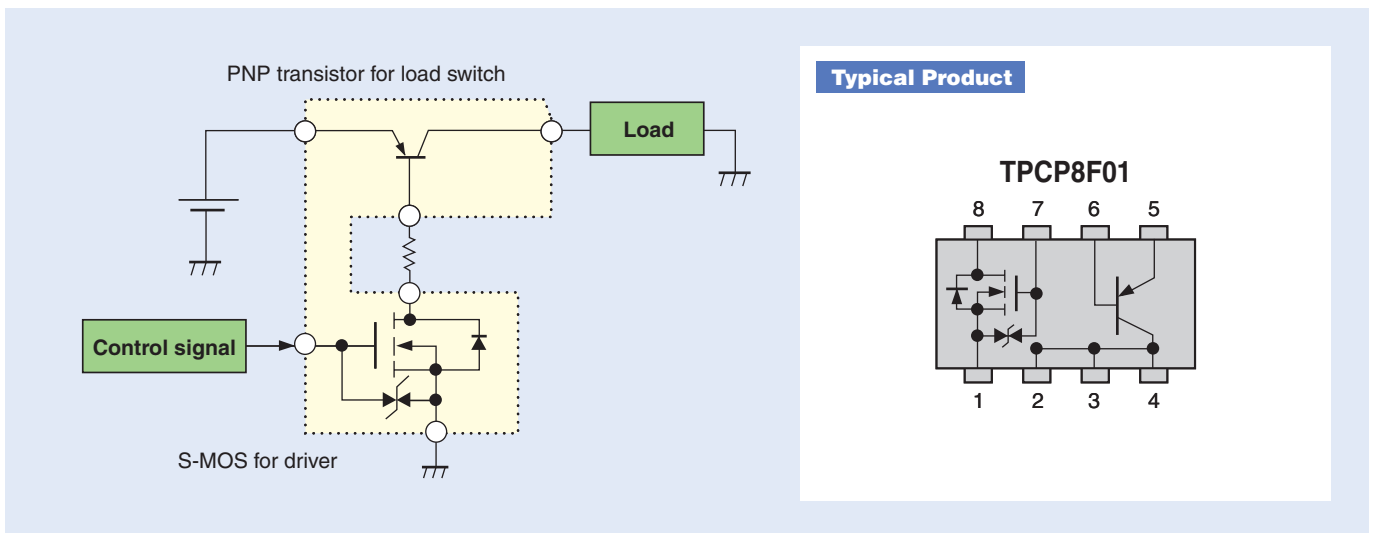 PNP transistor for load switch
Load
Control signal
S-MOS for driver
Typical Product
TPCP8F01
8 7 6 5
1 2 3 4